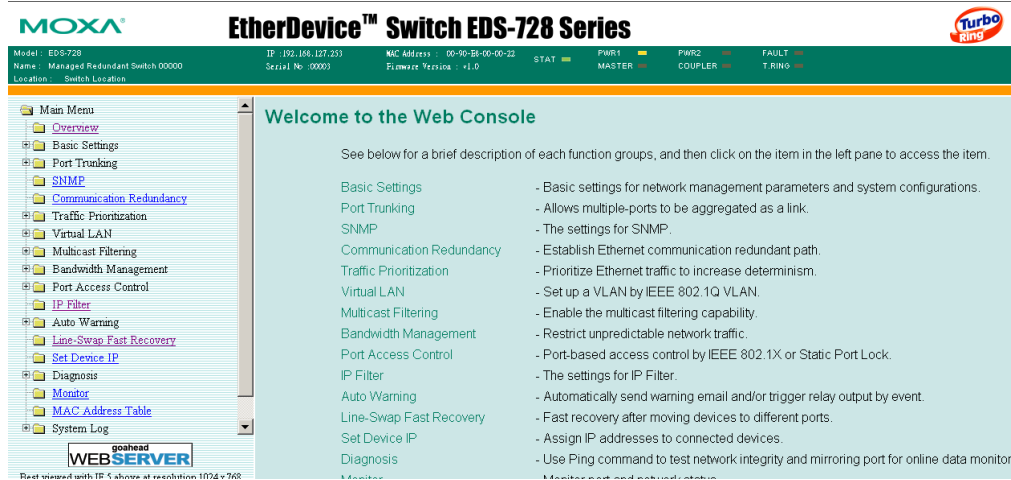 MOXA®
EtherDevice™ Switch EDS-728 Series
Turbo Ring
Model : EDS-728
Name : Managed Redundant Switch 00000
Location : Switch Location
IP :192.168.127.253
Serial No :00003
MAC Address : 00-90-E8-00-00-22
Firmware Version : v1.0
STAT
PWR1
PWR2
FAULT
MASTER
COUPLER
T.RING
Main Menu
Overview
Basic Settings
Port Trunking
SNMP
Communication Redundancy
Traffic Prioritization
Virtual LAN
Multicast Filtering
Bandwidth Management
Port Access Control
IP Filter
Auto Warning
Line-Swap Fast Recovery
Set Device IP
Diagnosis
Monitor
MAC Address Table
System Log
goahead
WEBSERVER
Best viewed with IE 5 above at resolution 1024 x 768
Welcome to the Web Console
See below for a brief description of each function groups, and then click on the item in the left pane to access the item.
Basic Settings - Basic settings for network management parameters and system configurations.
Port Trunking - Allows multiple-ports to be aggregated as a link.
SNMP - The settings for SNMP.
Communication Redundancy - Establish Ethernet communication redundant path.
Traffic Prioritization - Prioritize Ethernet traffic to increase determinism.
Virtual LAN - Set up a VLAN by IEEE 802.1Q VLAN.
Multicast Filtering - Enable the multicast filtering capability.
Bandwidth Management - Restrict unpredictable network traffic.
Port Access Control - Port-based access control by IEEE 802.1X or Static Port Lock.
IP Filter - The settings for IP Filter.
Auto Warning - Automatically send warning email and/or trigger relay output by event.
Line-Swap Fast Recovery - Fast recovery after moving devices to different ports.
Set Device IP - Assign IP addresses to connected devices.
Diagnosis - Use Ping command to test network integrity and mirroring port for online data monitor
Monitor - Monitor port and network status